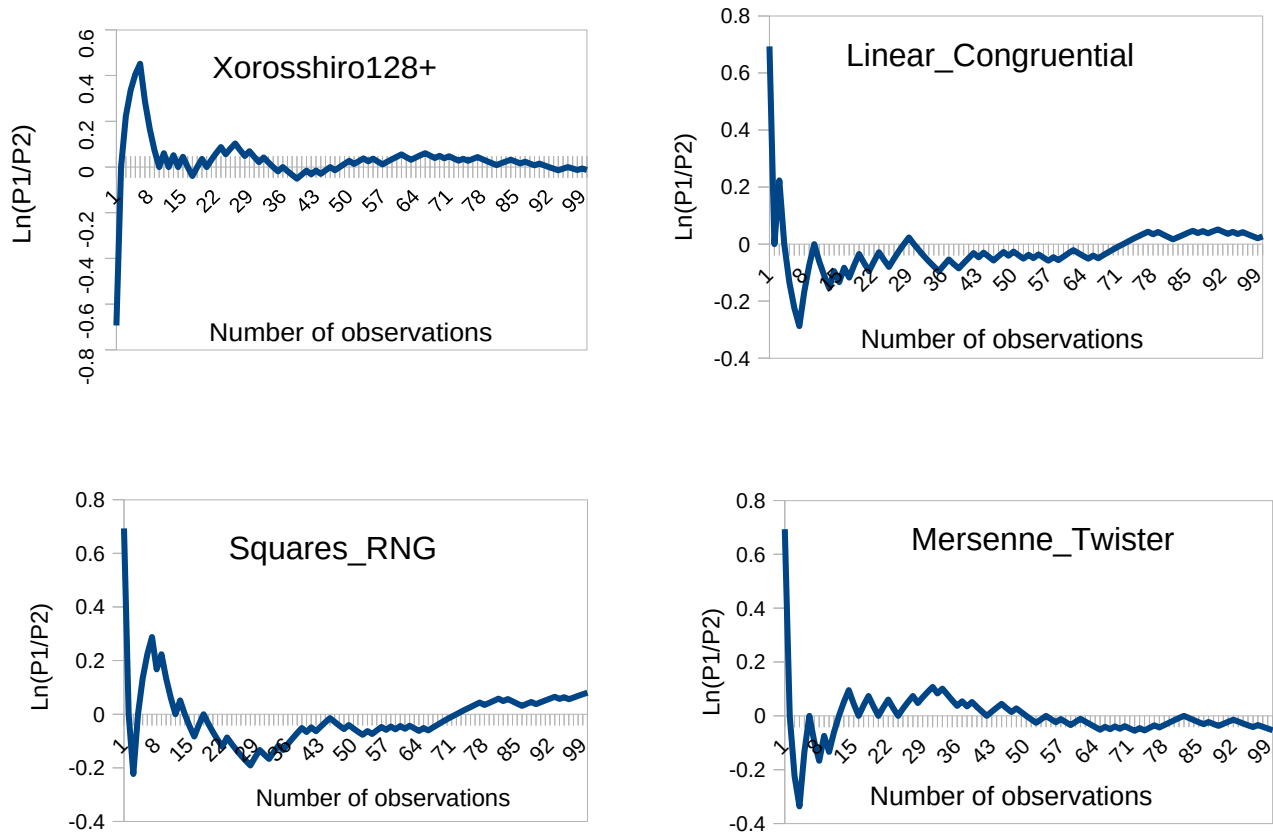 Xorosshiro128+
Ln(P1/P2)
0.6
0.4
0.2
0
-0.2
-0.4
-0.6
-0.8
1 8 15 22 29 36 43 50 57 64 71 78 85 92 99
Number of observations
Linear_Congruential
Ln(P1/P2)
0.8
0.6
0.4
0.2
0
-0.2
-0.4
1 8 15 22 29 36 43 50 57 64 71 78 85 92 99
Number of observations
Squares_RNG
Ln(P1/P2)
0.8
0.6
0.4
0.2
0
-0.2
-0.4
1 8 15 22 29 36 43 50 57 64 71 78 85 92 99
Number of observations
Mersenne_Twister
Ln(P1/P2)
0.8
0.6
0.4
0.2
0
-0.2
-0.4
1 8 15 22 29 36 43 50 57 64 71 78 85 92 99
Number of observations